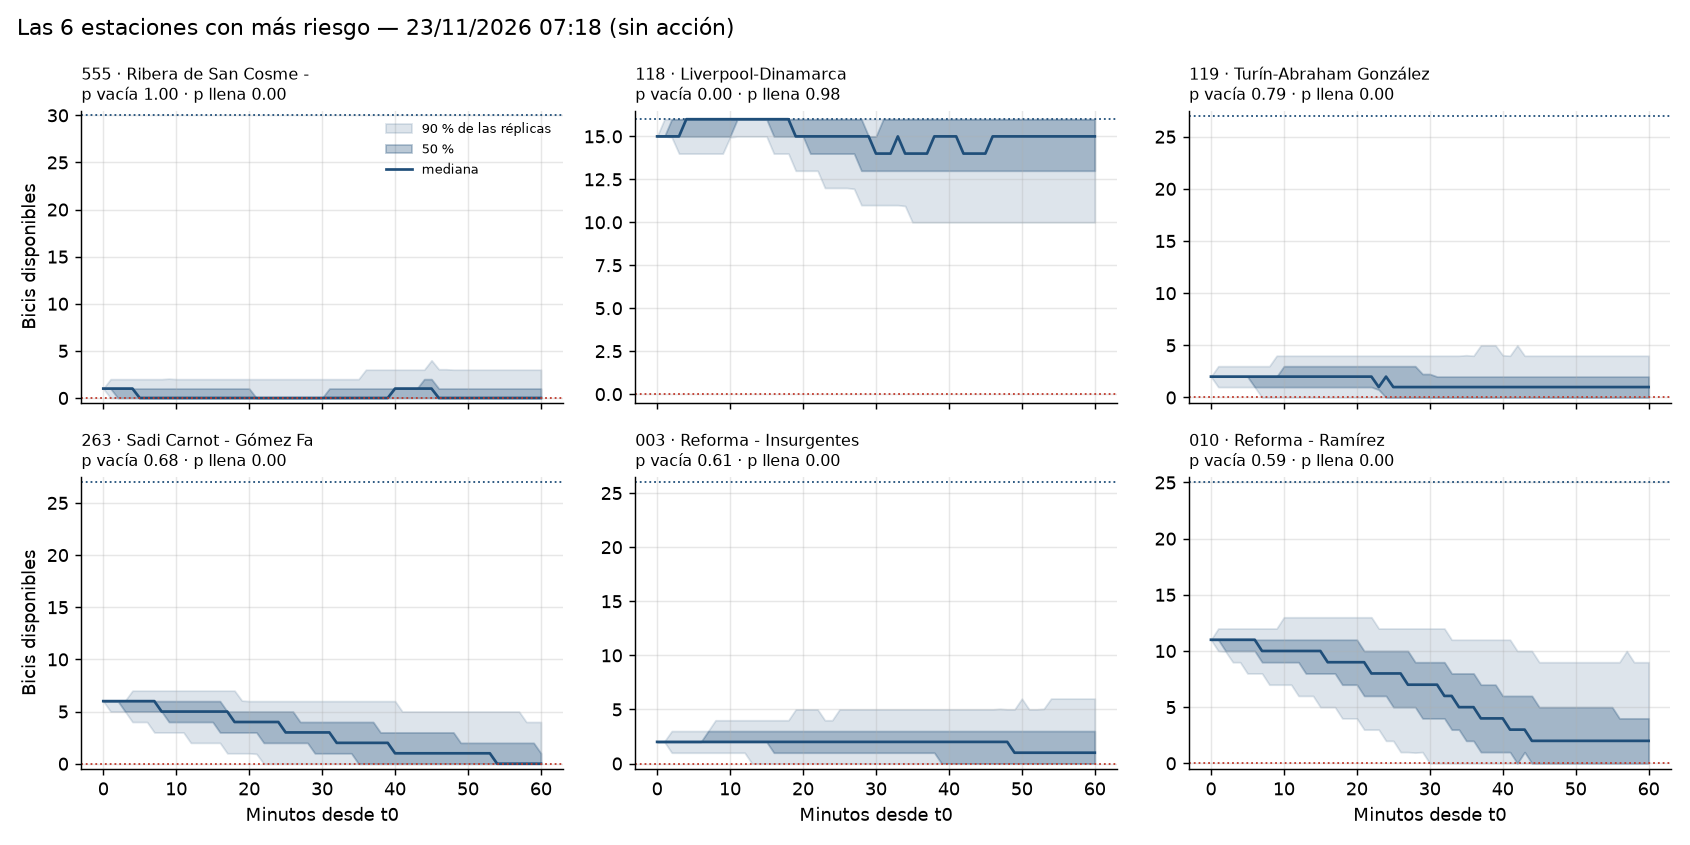 Las 6 estaciones con más riesgo — 23/11/2026 07:18 (sin acción)
555 · Ribera de San Cosme -
p vacía 1.00 · p llena 0.00
30
25
20
15
10
5
0
Bicis disponibles
90 % de las réplicas
50 %
mediana
118 · Liverpool-Dinamarca
p vacía 0.00 · p llena 0.98
15.0
12.5
10.0
7.5
5.0
2.5
0.0
119 · Turín-Abraham González
p vacía 0.79 · p llena 0.00
25
20
15
10
5
0
263 · Sadi Carnot - Gómez Fa
p vacía 0.68 · p llena 0.00
25
20
15
10
5
0
Bicis disponibles
0 10 20 30 40 50 60
Minutos desde t0
003 · Reforma - Insurgentes
p vacía 0.61 · p llena 0.00
25
20
15
10
5
0
0 10 20 30 40 50 60
Minutos desde t0
010 · Reforma - Ramírez
p vacía 0.59 · p llena 0.00
25
20
15
10
5
0
0 10 20 30 40 50 60
Minutos desde t0